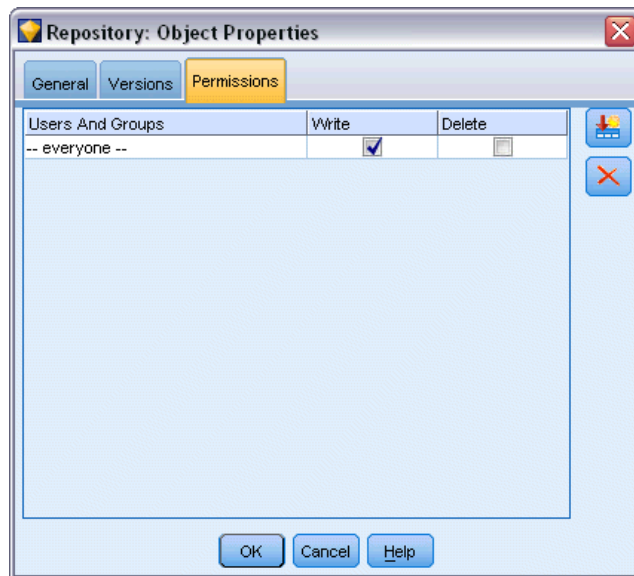 Repository: Object Properties
General Versions Permissions
Users And Groups Write Delete
-- everyone --
OK Cancel Help